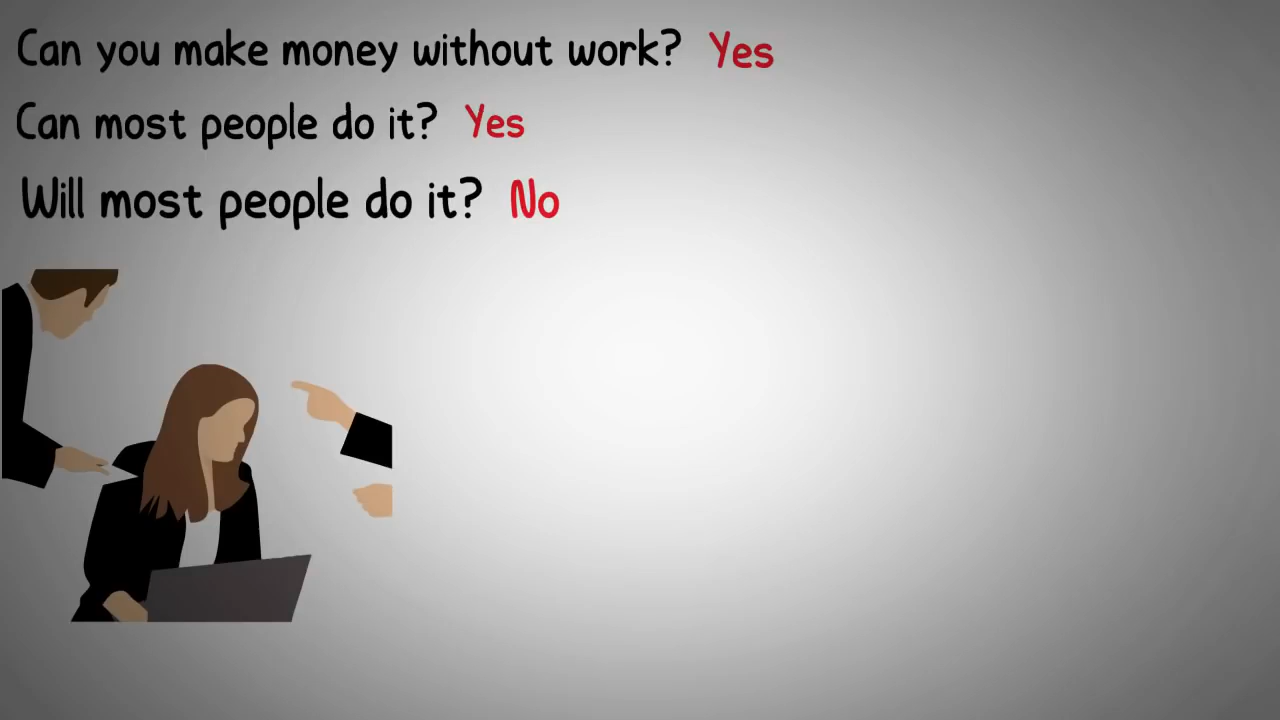 Can you make money without work? Yes
Can most people do it? Yes
Will most people do it? No